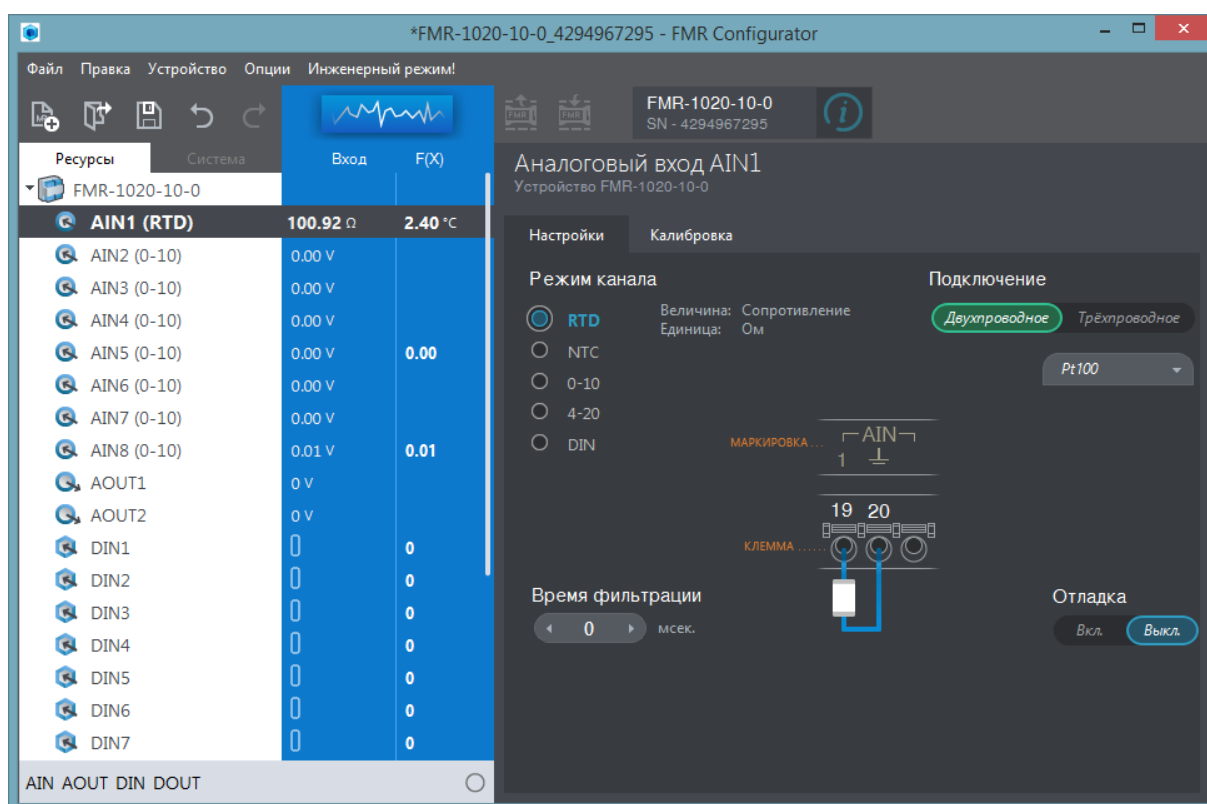 *FMR-1020-10-0_4294967295 - FMR Configurator
Файл Правка Устройство Опции Инженерный режим!
FMR FMR
FMR-1020-10-0
SN - 4294967295
Ресурсы Система Вход F(X)
FMR-1020-10-0
AIN1 (RTD) 100.92 Ω 2.40 °C
AIN2 (0-10) 0.00 V
AIN3 (0-10) 0.00 V
AIN4 (0-10) 0.00 V
AIN5 (0-10) 0.00 V 0.00
AIN6 (0-10) 0.00 V
AIN7 (0-10) 0.00 V
AIN8 (0-10) 0.01 V 0.01
AOUT1 0 V
AOUT2 0 V
DIN1 0
DIN2 0
DIN3 0
DIN4 0
DIN5 0
DIN6 0
DIN7 0
AIN AOUT DIN DOUT
Аналоговый вход AIN1
Устройство FMR-1020-10-0
Настройки Калибровка
Режим канала
RTD
NTC
0-10
4-20
DIN
Величина: Сопротивление
Единица: Ом
Подключение
Двухпроводное Трёхпроводное
Pt100
МАРКИРОВКА ... AIN
1
19 20
КЛЕММА ......
Время фильтрации
0 мсек.
Отладка
Вкл. Выкл.